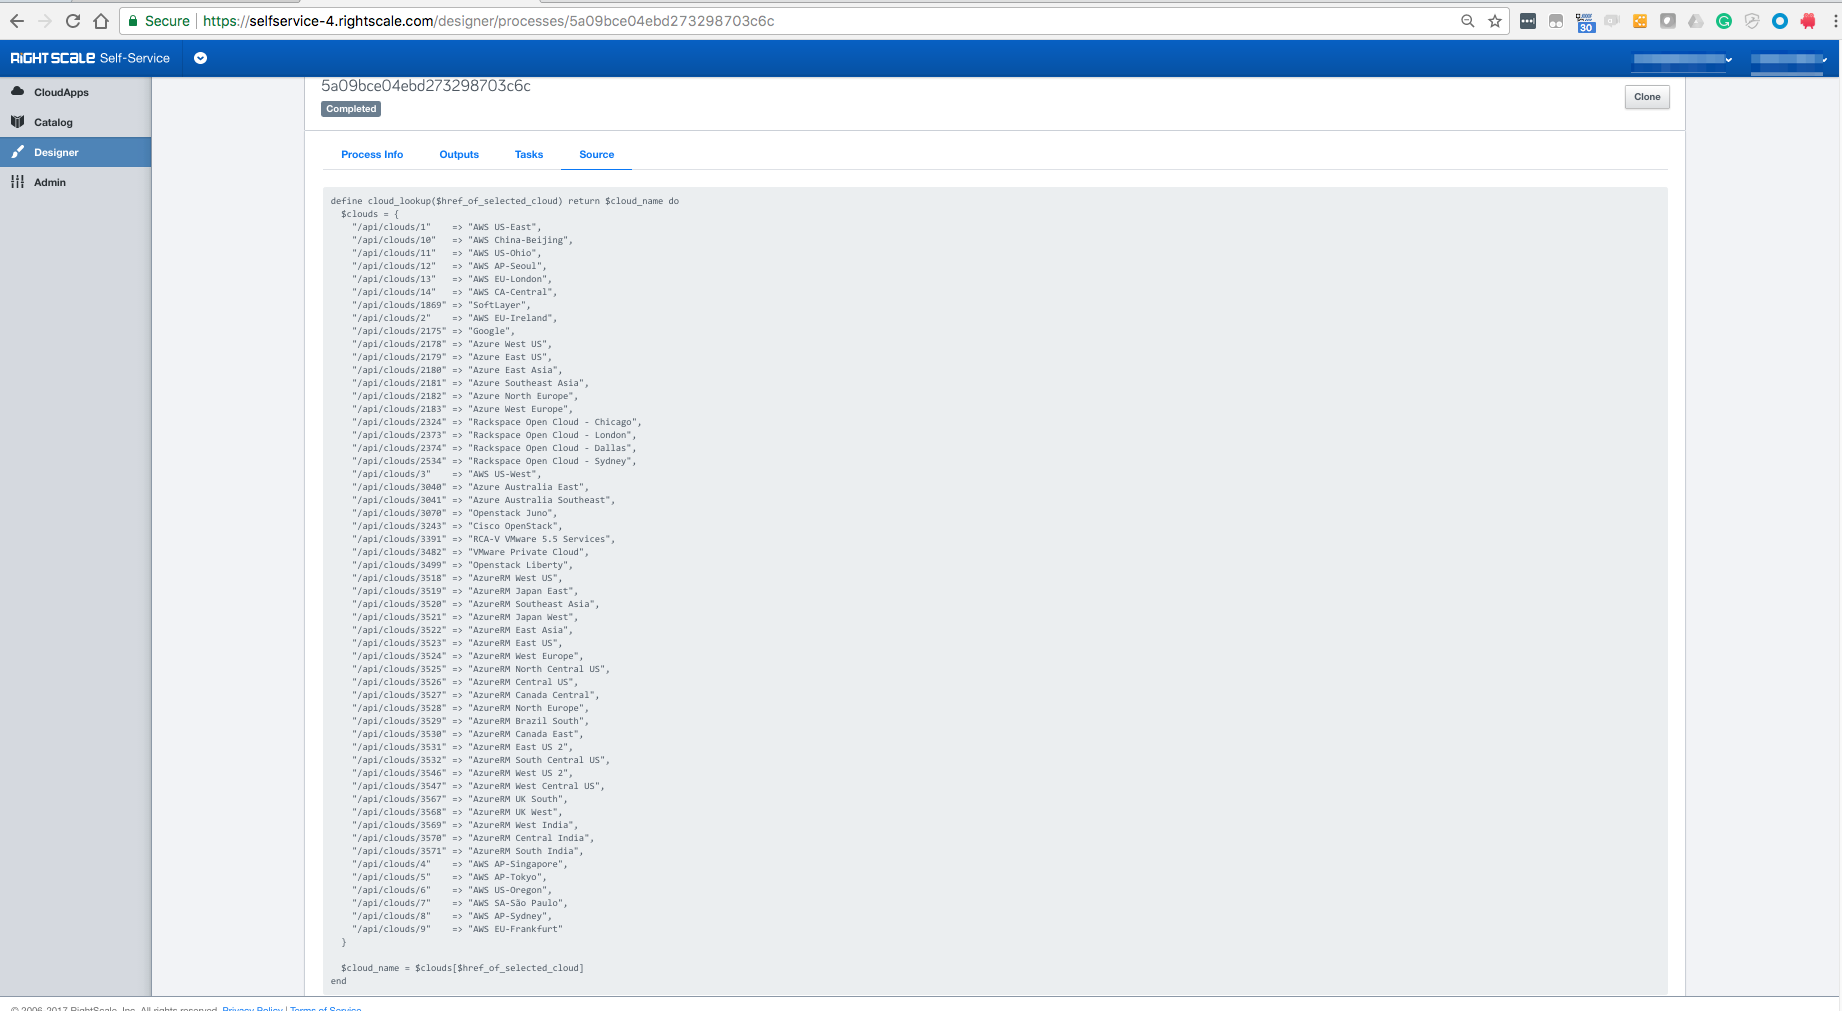 Secure https://selfservice-4.rightscale.com/designer/processes/5a09bce04ebd273298703c6c
30
RIGHTSCALE Self-Service
CloudApps
Catalog
Designer
Admin
5a09bce04ebd273298703c6c
Completed
Clone
Process Info Outputs Tasks Source
define cloud_lookup($href_of_selected_cloud) return $cloud_name do
$clouds = {
"/api/clouds/1" => "AWS US-East",
"/api/clouds/10" => "AWS China-Beijing",
"/api/clouds/11" => "AWS US-Ohio",
"/api/clouds/12" => "AWS AP-Seoul",
"/api/clouds/13" => "AWS EU-London",
"/api/clouds/14" => "AWS CA-Central",
"/api/clouds/1869" => "SoftLayer",
"/api/clouds/2" => "AWS EU-Ireland",
"/api/clouds/2175" => "Google",
"/api/clouds/2178" => "Azure West US",
"/api/clouds/2179" => "Azure East US",
"/api/clouds/2180" => "Azure East Asia",
"/api/clouds/2181" => "Azure Southeast Asia",
"/api/clouds/2182" => "Azure North Europe",
"/api/clouds/2183" => "Azure West Europe",
"/api/clouds/2324" => "Rackspace Open Cloud - Chicago",
"/api/clouds/2373" => "Rackspace Open Cloud - London",
"/api/clouds/2374" => "Rackspace Open Cloud - Dallas",
"/api/clouds/2534" => "Rackspace Open Cloud - Sydney",
"/api/clouds/3" => "AWS US-West",
"/api/clouds/3040" => "Azure Australia East",
"/api/clouds/3041" => "Azure Australia Southeast",
"/api/clouds/3070" => "Openstack Juno",
"/api/clouds/3243" => "Cisco OpenStack",
"/api/clouds/3391" => "RCA-V VMware 5.5 Services",
"/api/clouds/3482" => "VMware Private Cloud",
"/api/clouds/3499" => "Openstack Liberty",
"/api/clouds/3518" => "AzureRM West US",
"/api/clouds/3519" => "AzureRM Japan East",
"/api/clouds/3520" => "AzureRM Southeast Asia",
"/api/clouds/3521" => "AzureRM Japan West",
"/api/clouds/3522" => "AzureRM East Asia",
"/api/clouds/3523" => "AzureRM East US",
"/api/clouds/3524" => "AzureRM West Europe",
"/api/clouds/3525" => "AzureRM North Central US",
"/api/clouds/3526" => "AzureRM Central US",
"/api/clouds/3527" => "AzureRM Canada Central",
"/api/clouds/3528" => "AzureRM North Europe",
"/api/clouds/3529" => "AzureRM Brazil South",
"/api/clouds/3530" => "AzureRM Canada East",
"/api/clouds/3531" => "AzureRM East US 2",
"/api/clouds/3532" => "AzureRM South Central US",
"/api/clouds/3546" => "AzureRM West US 2",
"/api/clouds/3547" => "AzureRM West Central US",
"/api/clouds/3567" => "AzureRM UK South",
"/api/clouds/3568" => "AzureRM UK West",
"/api/clouds/3569" => "AzureRM West India",
"/api/clouds/3570" => "AzureRM Central India",
"/api/clouds/3571" => "AzureRM South India",
"/api/clouds/4" => "AWS AP-Singapore",
"/api/clouds/5" => "AWS AP-Tokyo",
"/api/clouds/6" => "AWS US-Oregon",
"/api/clouds/7" => "AWS SA-São Paulo",
"/api/clouds/8" => "AWS AP-Sydney",
"/api/clouds/9" => "AWS EU-Frankfurt"
}
$cloud_name = $clouds[$href_of_selected_cloud]
end
© 2006-2017 RightScale, Inc. All rights reserved. Privacy Policy | Terms of Service